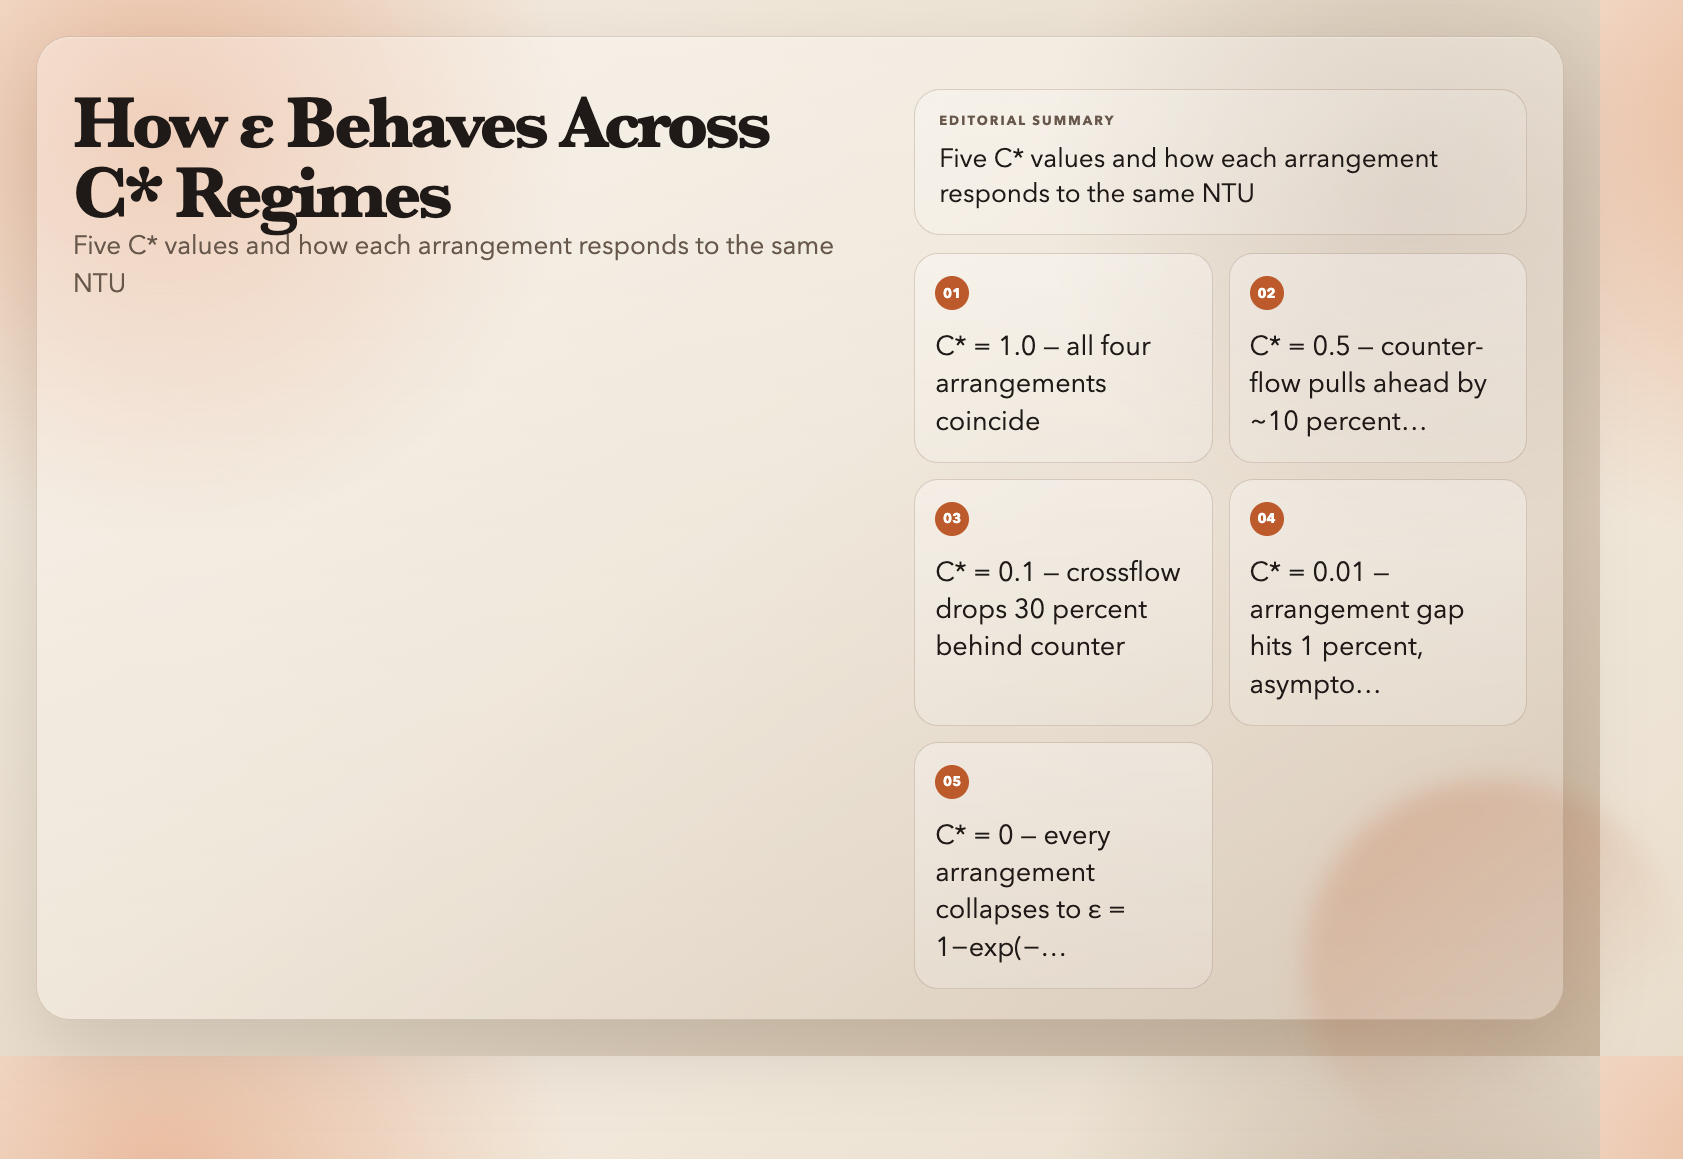 How ε Behaves Across
C* Regimes
Five C* values and how each arrangement responds to the same
NTU
EDITORIAL SUMMARY
Five C* values and how each arrangement
responds to the same NTU
01
C* = 1.0 – all four
arrangements
coincide
02
C* = 0.5 – counter-
flow pulls ahead by
~10 percent…
03
C* = 0.1 – crossflow
drops 30 percent
behind counter
04
C* = 0.01 –
arrangement gap
hits 1 percent,
asympto…
05
C* = 0 – every
arrangement
collapses to ε =
1−exp(−…